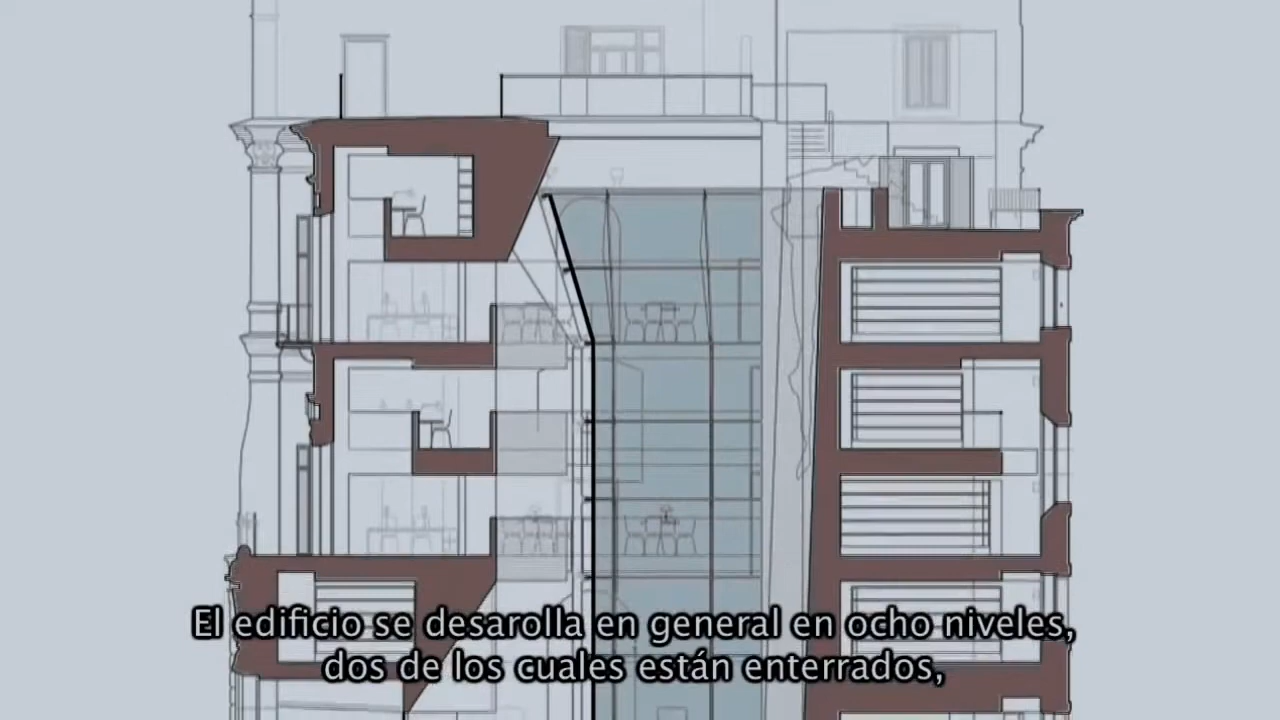 El edificio se desarolla en general en ocho niveles,
dos de los cuales están enterrados,